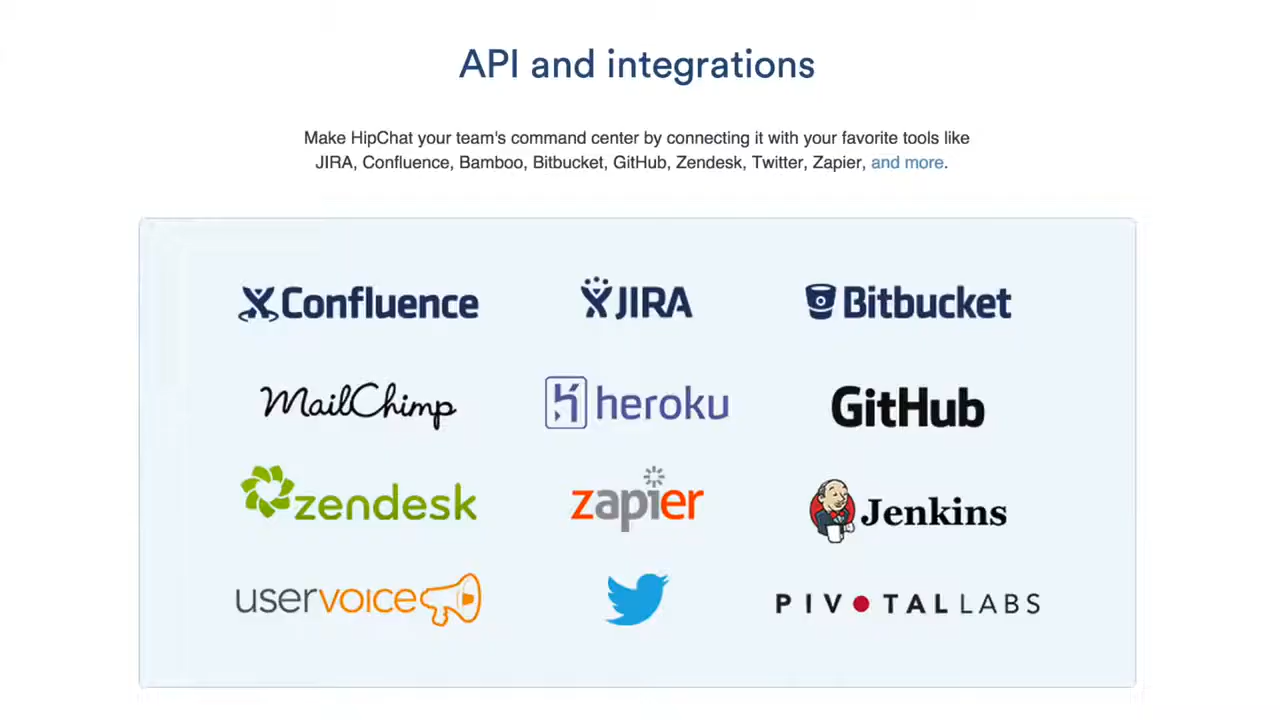 API and integrations
Make HipChat your team's command center by connecting it with your favorite tools like
JIRA, Confluence, Bamboo, Bitbucket, GitHub, Zendesk, Twitter, Zapier, and more.
Confluence
JIRA
Bitbucket
MailChimp
heroku
GitHub
zendesk
zapier
Jenkins
uservoice
PIVOTAL LABS